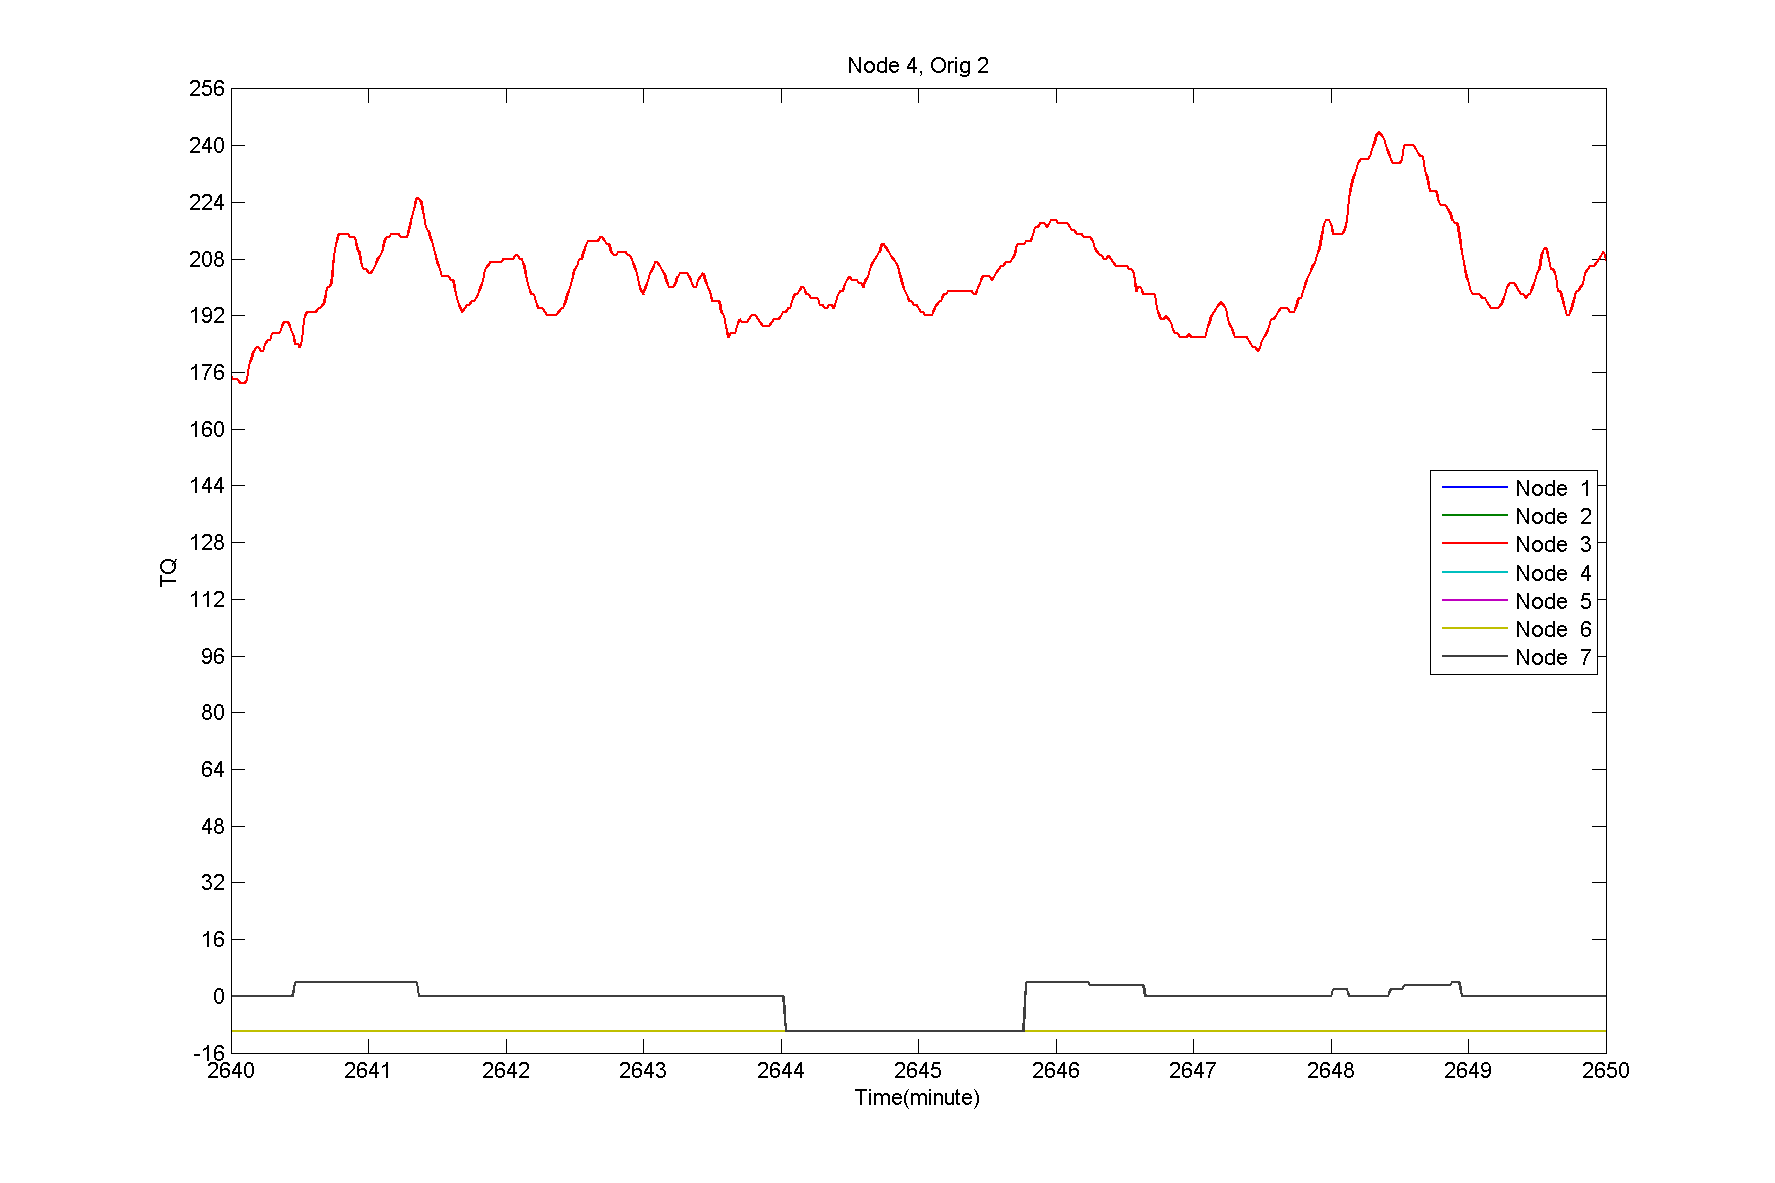 Node 4, Orig 2
256
240
224
208
192
176
160
144
128
112
96
80
64
48
32
16
0
-16
TQ
Node 1
Node 2
Node 3
Node 4
Node 5
Node 6
Node 7
2640 2641 2642 2643 2644 2645 2646 2647 2648 2649 2650
Time(minute)